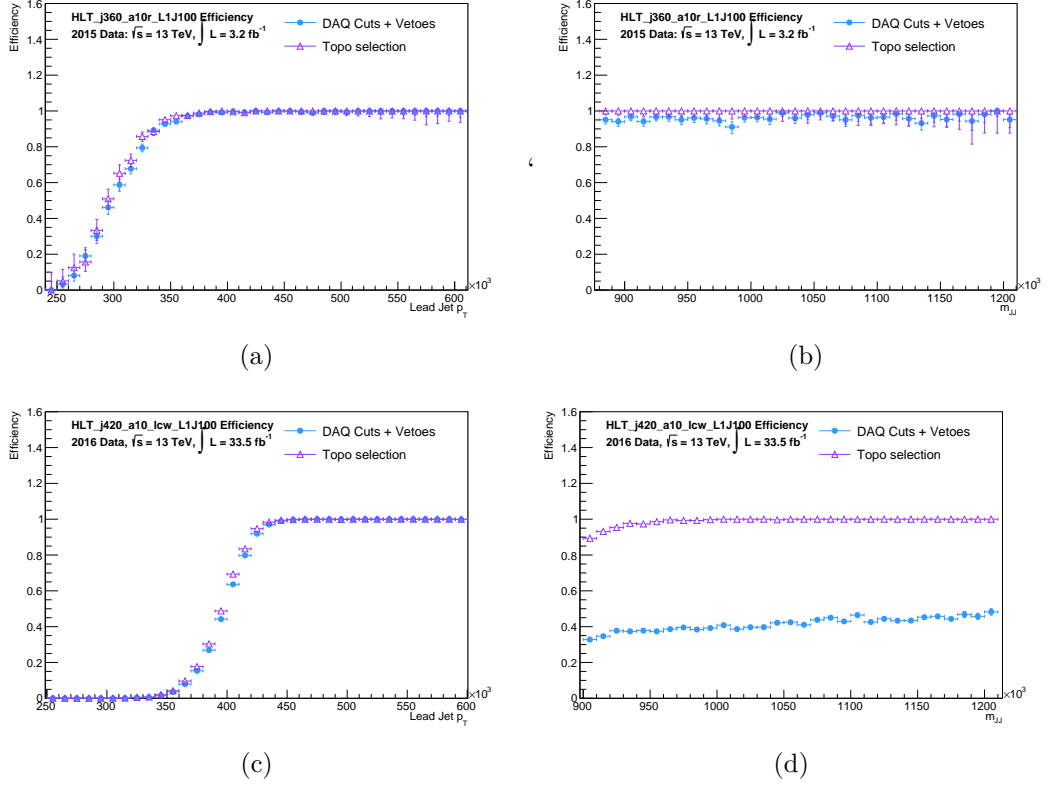 HLT_j360_a10r_L1J100 Efficiency
2015 Data: √s = 13 TeV, ∫ L = 3.2 fb⁻¹
DAQ Cuts + Vetoes
Topo selection
Efficiency
1.6
1.4
1.2
1
0.8
0.6
0.4
0.2
0
250 300 350 400 450 500 550 600
×10³
Lead Jet p_T
(a)
HLT_j360_a10r_L1J100 Efficiency
2015 Data: √s = 13 TeV, ∫ L = 3.2 fb⁻¹
DAQ Cuts + Vetoes
Topo selection
Efficiency
1.6
1.4
1.2
1
0.8
0.6
0.4
0.2
0
900 950 1000 1050 1100 1150 1200
×10³
m_JJ
(b)
‘
HLT_j420_a10_lcw_L1J100 Efficiency
2016 Data, √s = 13 TeV, ∫ L = 33.5 fb⁻¹
DAQ Cuts + Vetoes
Topo selection
Efficiency
1.6
1.4
1.2
1
0.8
0.6
0.4
0.2
0
250 300 350 400 450 500 550 600
×10³
Lead Jet p_T
(c)
HLT_j420_a10_lcw_L1J100 Efficiency
2016 Data, √s = 13 TeV, ∫ L = 33.5 fb⁻¹
DAQ Cuts + Vetoes
Topo selection
Efficiency
1.6
1.4
1.2
1
0.8
0.6
0.4
0.2
0
900 950 1000 1050 1100 1150 1200
×10³
m_JJ
(d)